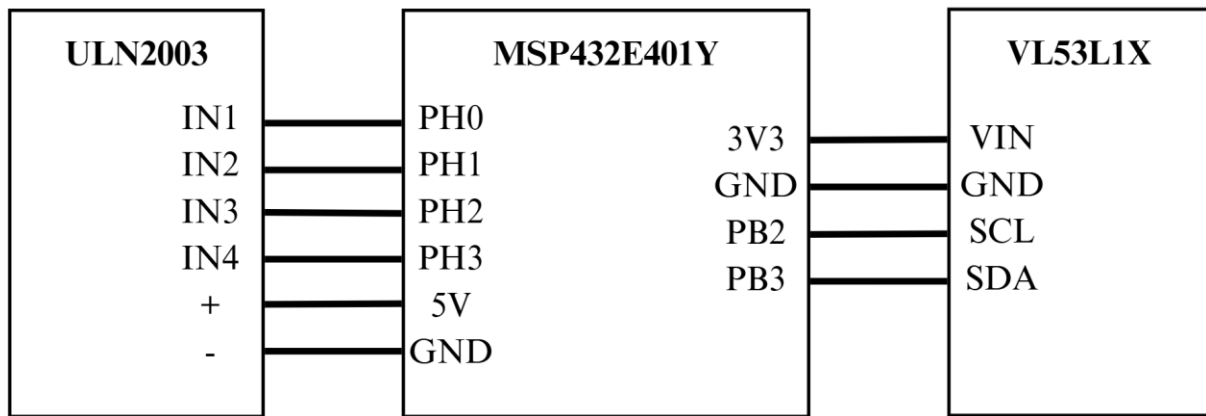 ULN2003
IN1
IN2
IN3
IN4
+
-
MSP432E401Y
PH0
PH1
PH2
PH3
5V
GND
3V3
GND
PB2
PB3
VL53L1X
VIN
GND
SCL
SDA